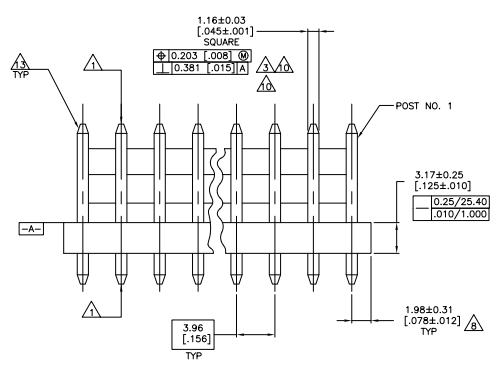 1.16±0.03
[.045±.001]
SQUARE
⌖ 0.203 [.008] Ⓜ
⊥ 0.381 [.015] A
3 10
10
13
TYP
1
POST NO. 1
3.17±0.25
[.125±.010]
— 0.25/25.40
.010/1.000
-A-
1
3.96
[.156]
TYP
1.98±0.31
[.078±.012]
TYP
8